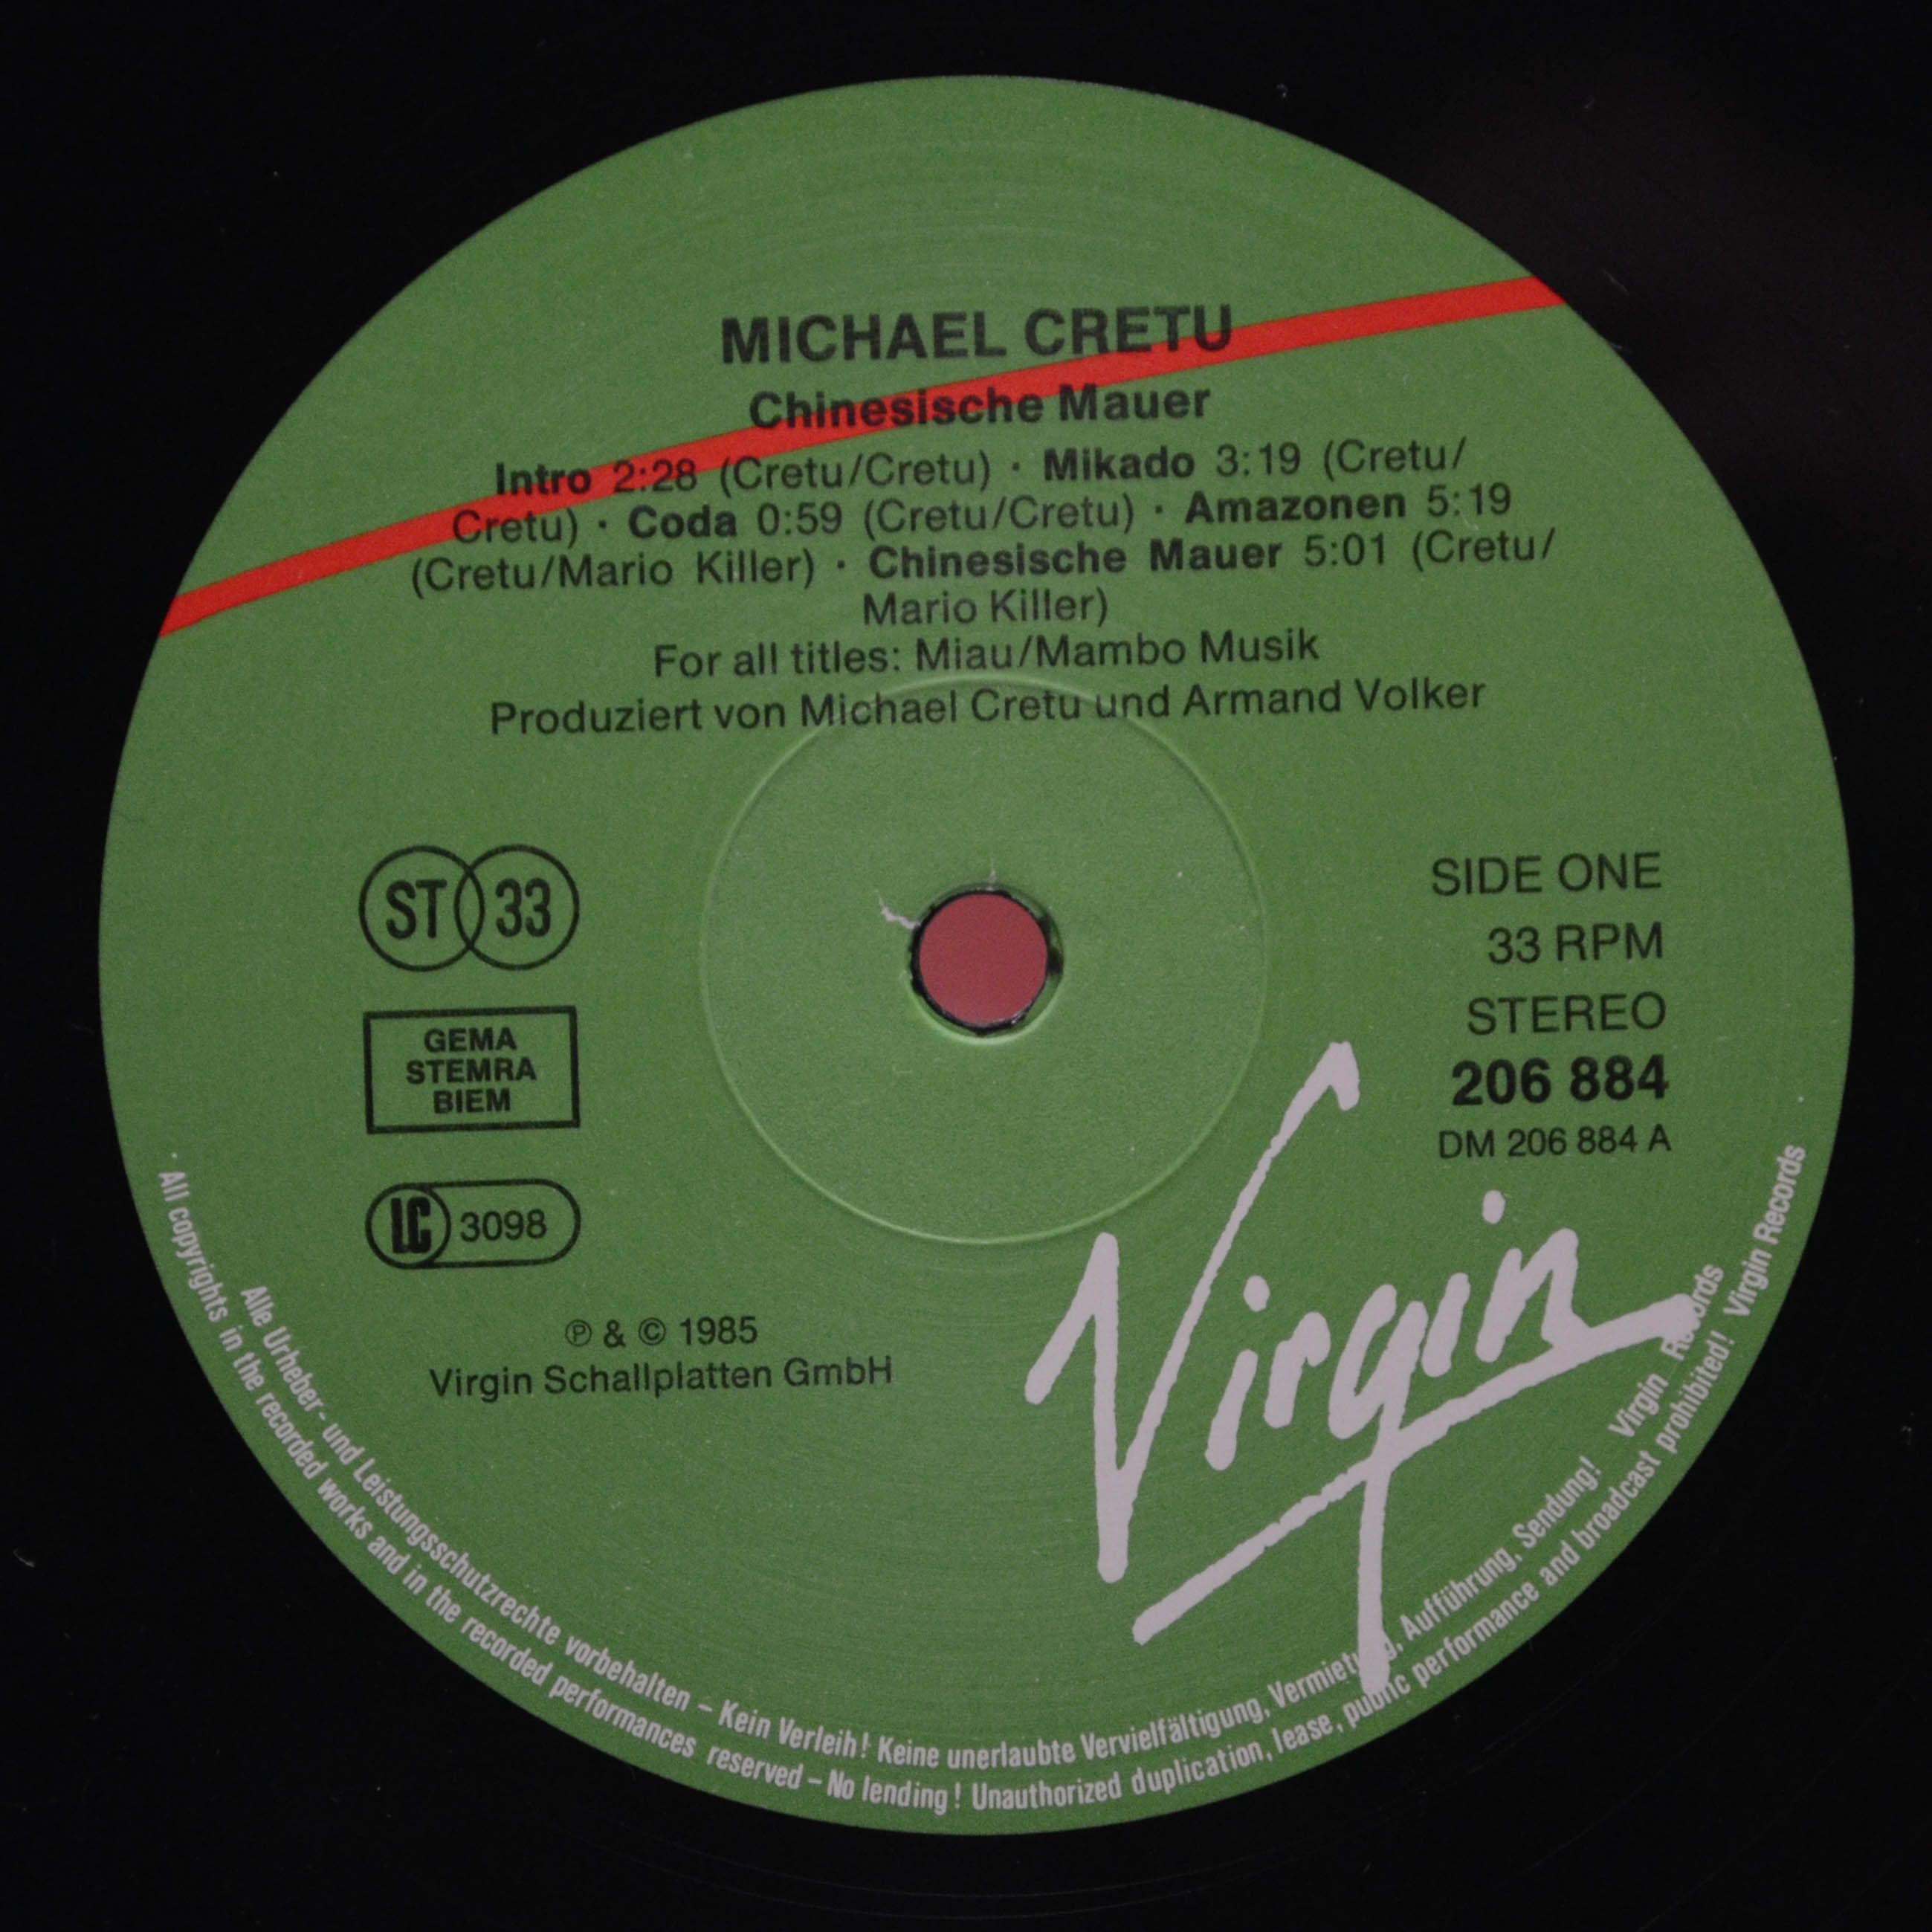 MICHAEL CRETU
Chinesische Mauer
Intro 2:28 (Cretu/Cretu) · Mikado 3:19 (Cretu/
Cretu) · Coda 0:59 (Cretu/Cretu) · Amazonen 5:19
(Cretu/Mario Killer) · Chinesische Mauer 5:01 (Cretu/
Mario Killer)
For all titles: Miau/Mambo Musik
Produziert von Michael Cretu und Armand Volker
ST 33
GEMA
STEMRA
BIEM
LC 3098
℗ & © 1985
Virgin Schallplatten GmbH
SIDE ONE
33 RPM
STEREO
206 884
DM 206 884 A
Virgin
Alle Urheber- und Leistungsschutzrechte vorbehalten – Kein Verleih! Keine unerlaubte Vervielfältigung, Vermietung, Aufführung, Sendung! Virgin Records
· All copyrights in the recorded works and in the recorded performances reserved – No lending! Unauthorized duplication, lease, public performance and broadcast prohibited! Virgin Records ·